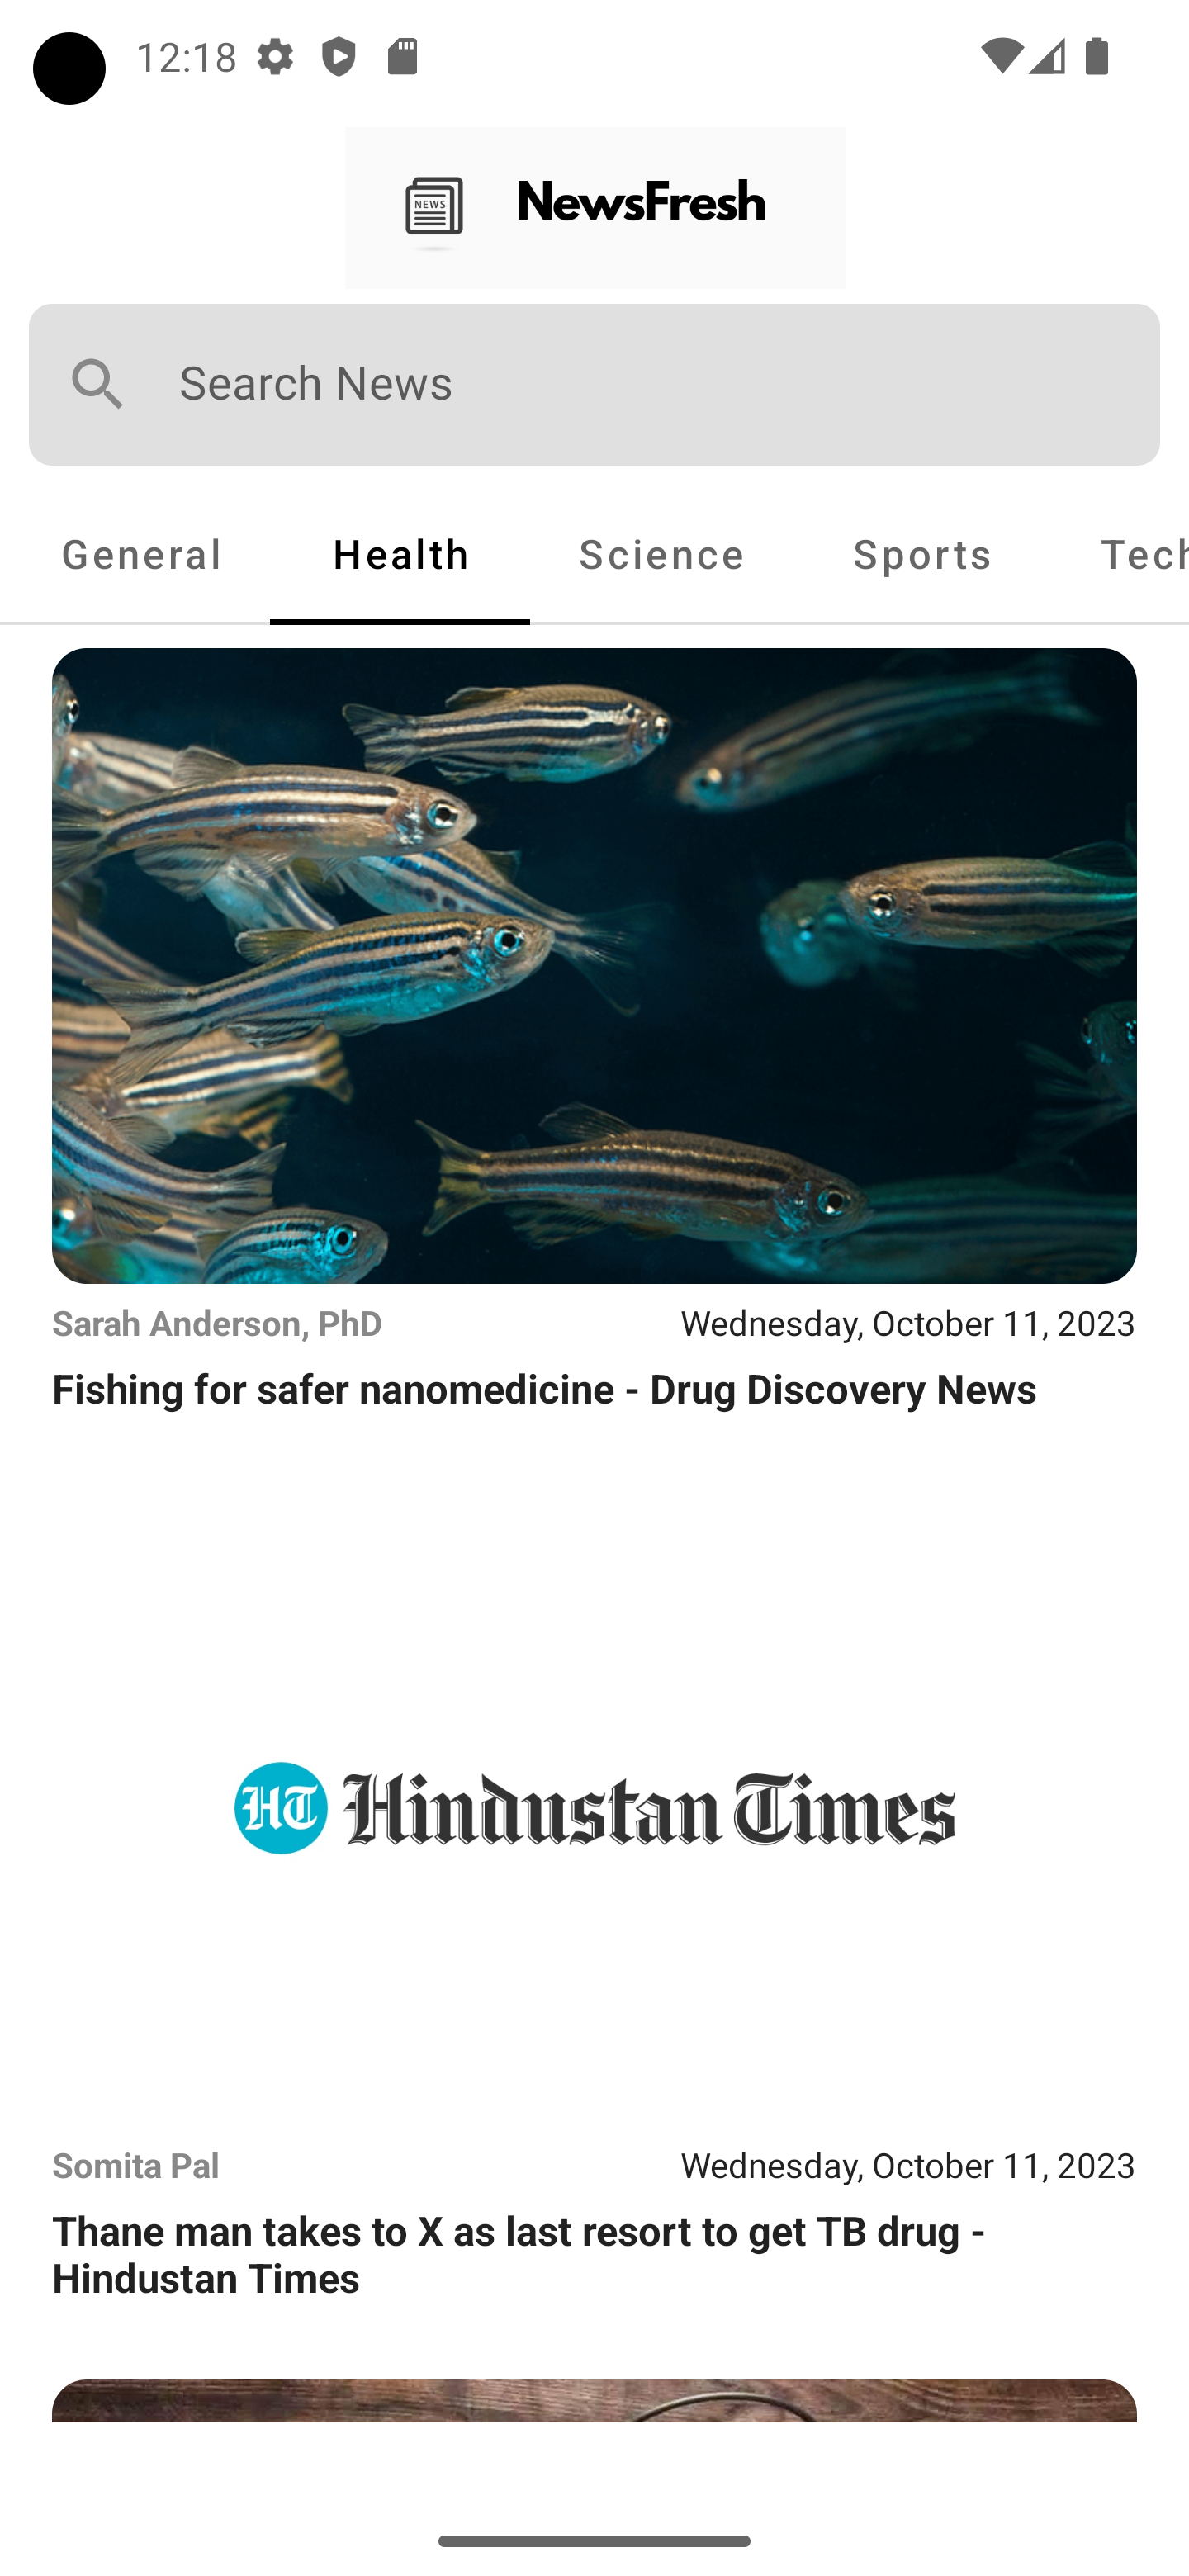 12:18
NEWS
NewsFresh
Search News
General Health Science Sports Tech
Sarah Anderson, PhD Wednesday, October 11, 2023
Fishing for safer nanomedicine - Drug Discovery News
HT Hindustan Times
Somita Pal Wednesday, October 11, 2023
Thane man takes to X as last resort to get TB drug -
Hindustan Times